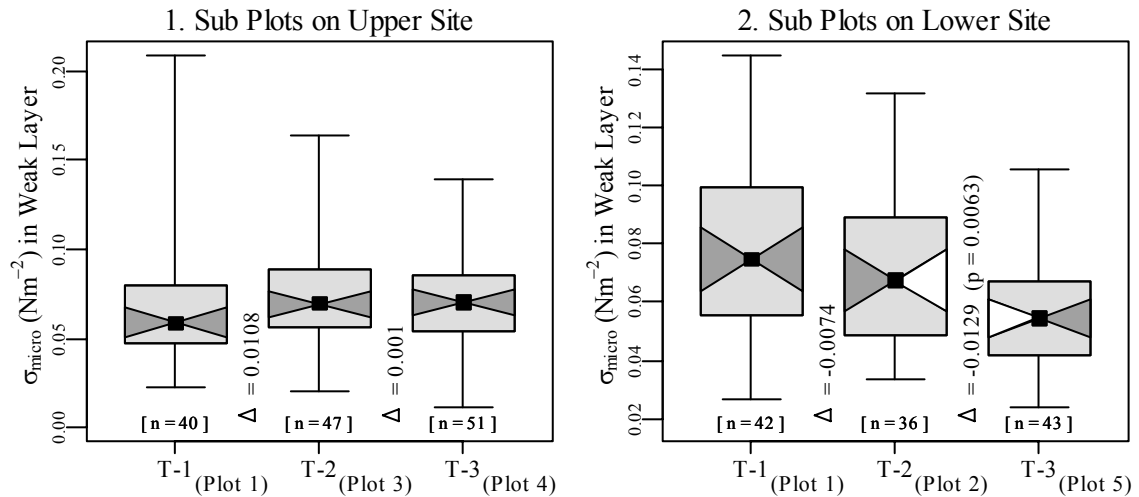 1. Sub Plots on Upper Site
σmicro (Nm−2) in Weak Layer
0.20
0.15
0.10
0.05
0.00
Δ = 0.0108
Δ = 0.001
[ n=40 ]
[ n=47 ]
[ n=51 ]
T-1 (Plot 1)
T-2 (Plot 3)
T-3 (Plot 4)
2. Sub Plots on Lower Site
σmicro (Nm−2) in Weak Layer
0.14
0.12
0.10
0.08
0.06
0.04
0.02
Δ = -0.0074
Δ = -0.0129 (p = 0.0063)
[ n=42 ]
[ n=36 ]
[ n=43 ]
T-1 (Plot 1)
T-2 (Plot 2)
T-3 (Plot 5)